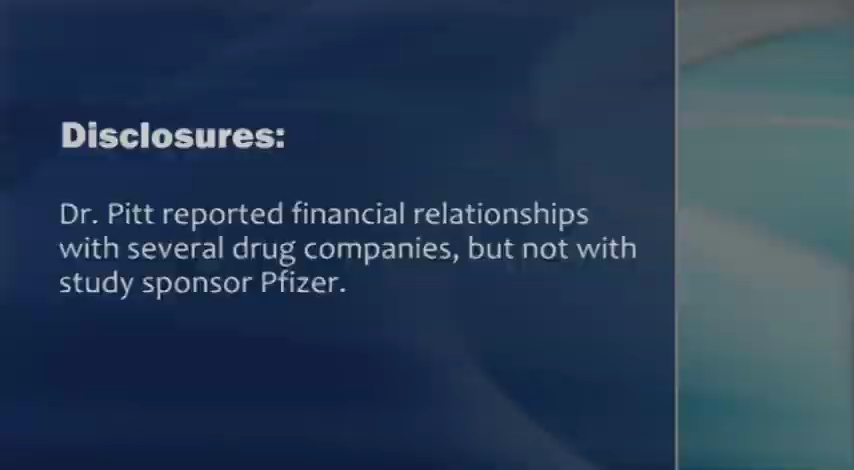 Disclosures:
Dr. Pitt reported financial relationships
with several drug companies, but not with
study sponsor Pfizer.